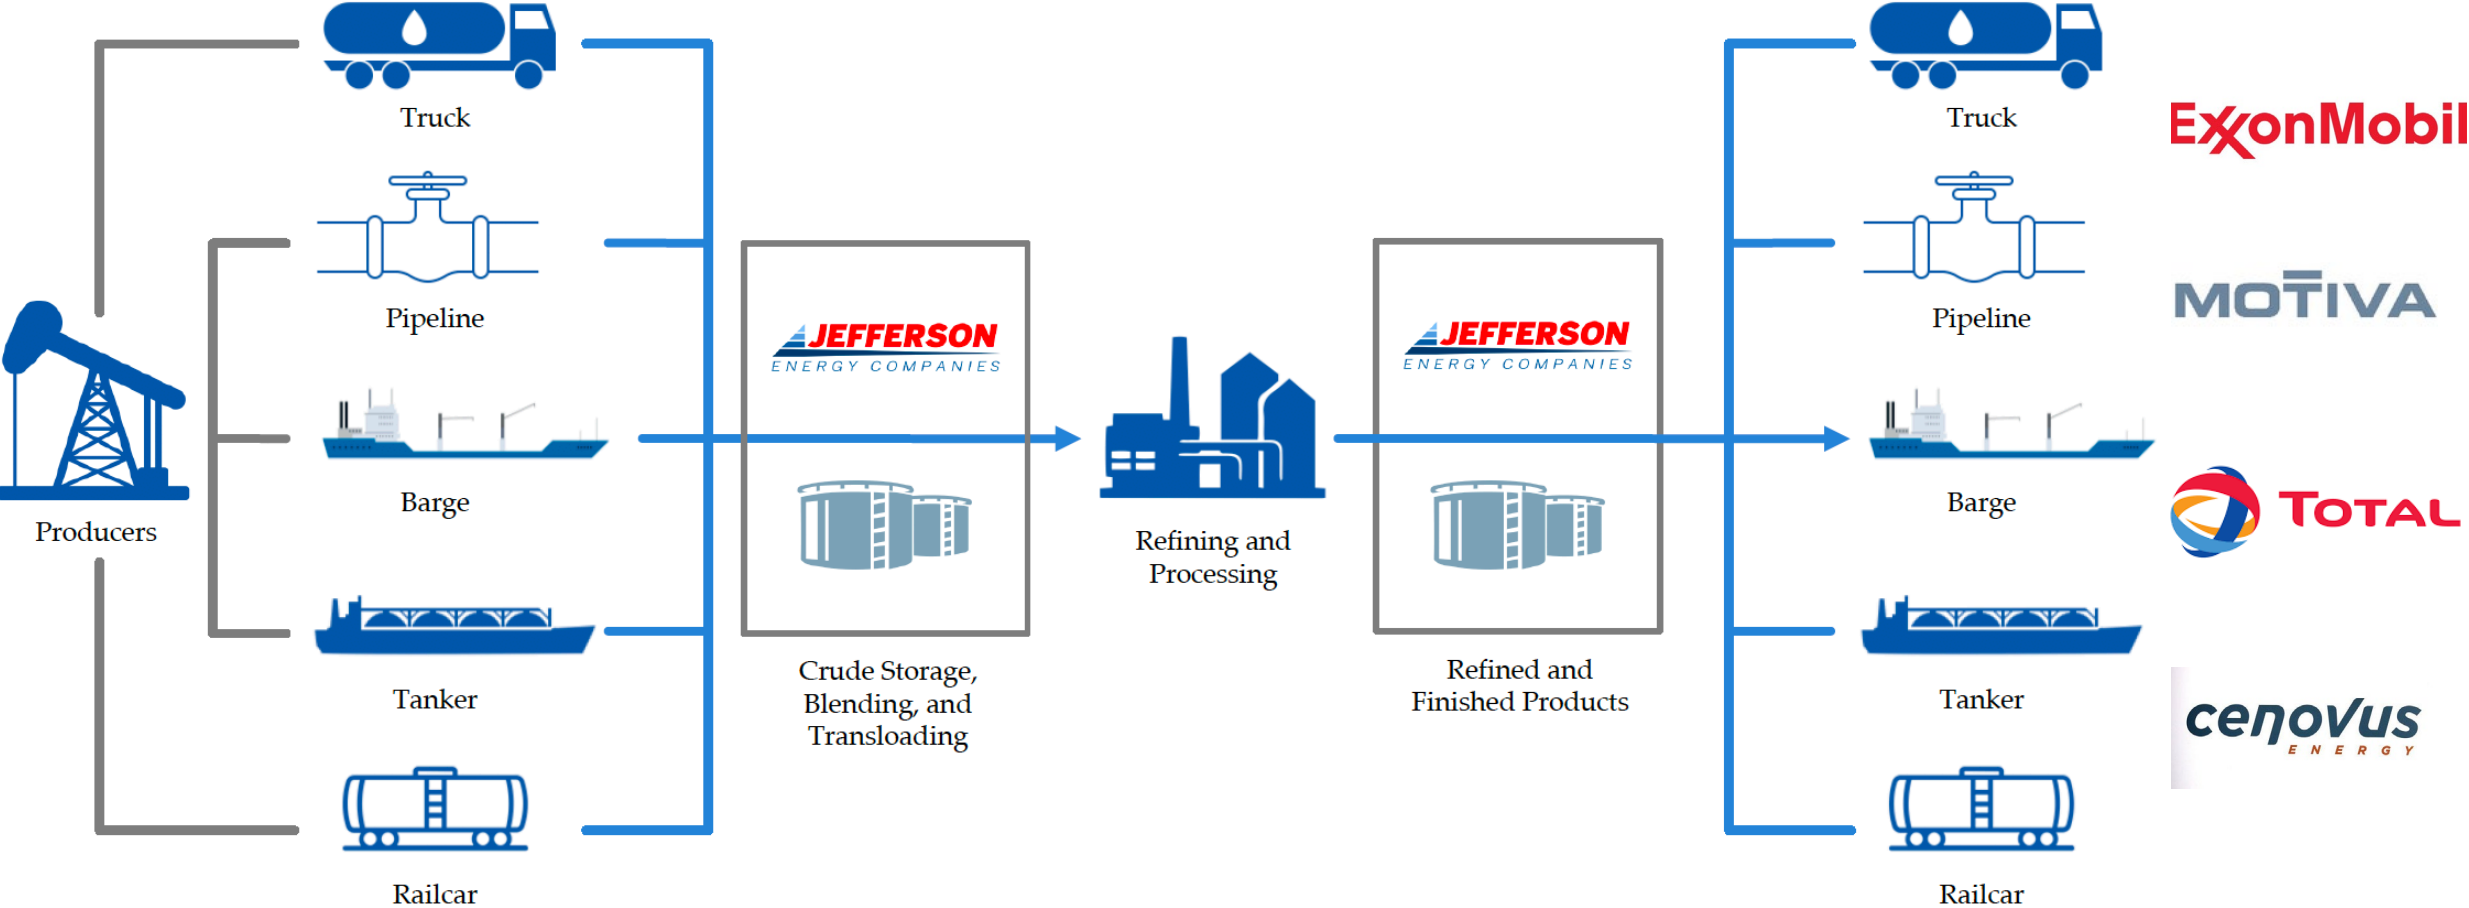 Truck
Pipeline
Producers
Barge
Tanker
Railcar
JEFFERSON
ENERGY COMPANIES
Crude Storage,
Blending, and
Transloading
Refining and
Processing
JEFFERSON
ENERGY COMPANIES
Refined and
Finished Products
Truck
Pipeline
Barge
Tanker
Railcar
ExxonMobil
MOTIVA
TOTAL
cenovus
ENERGY